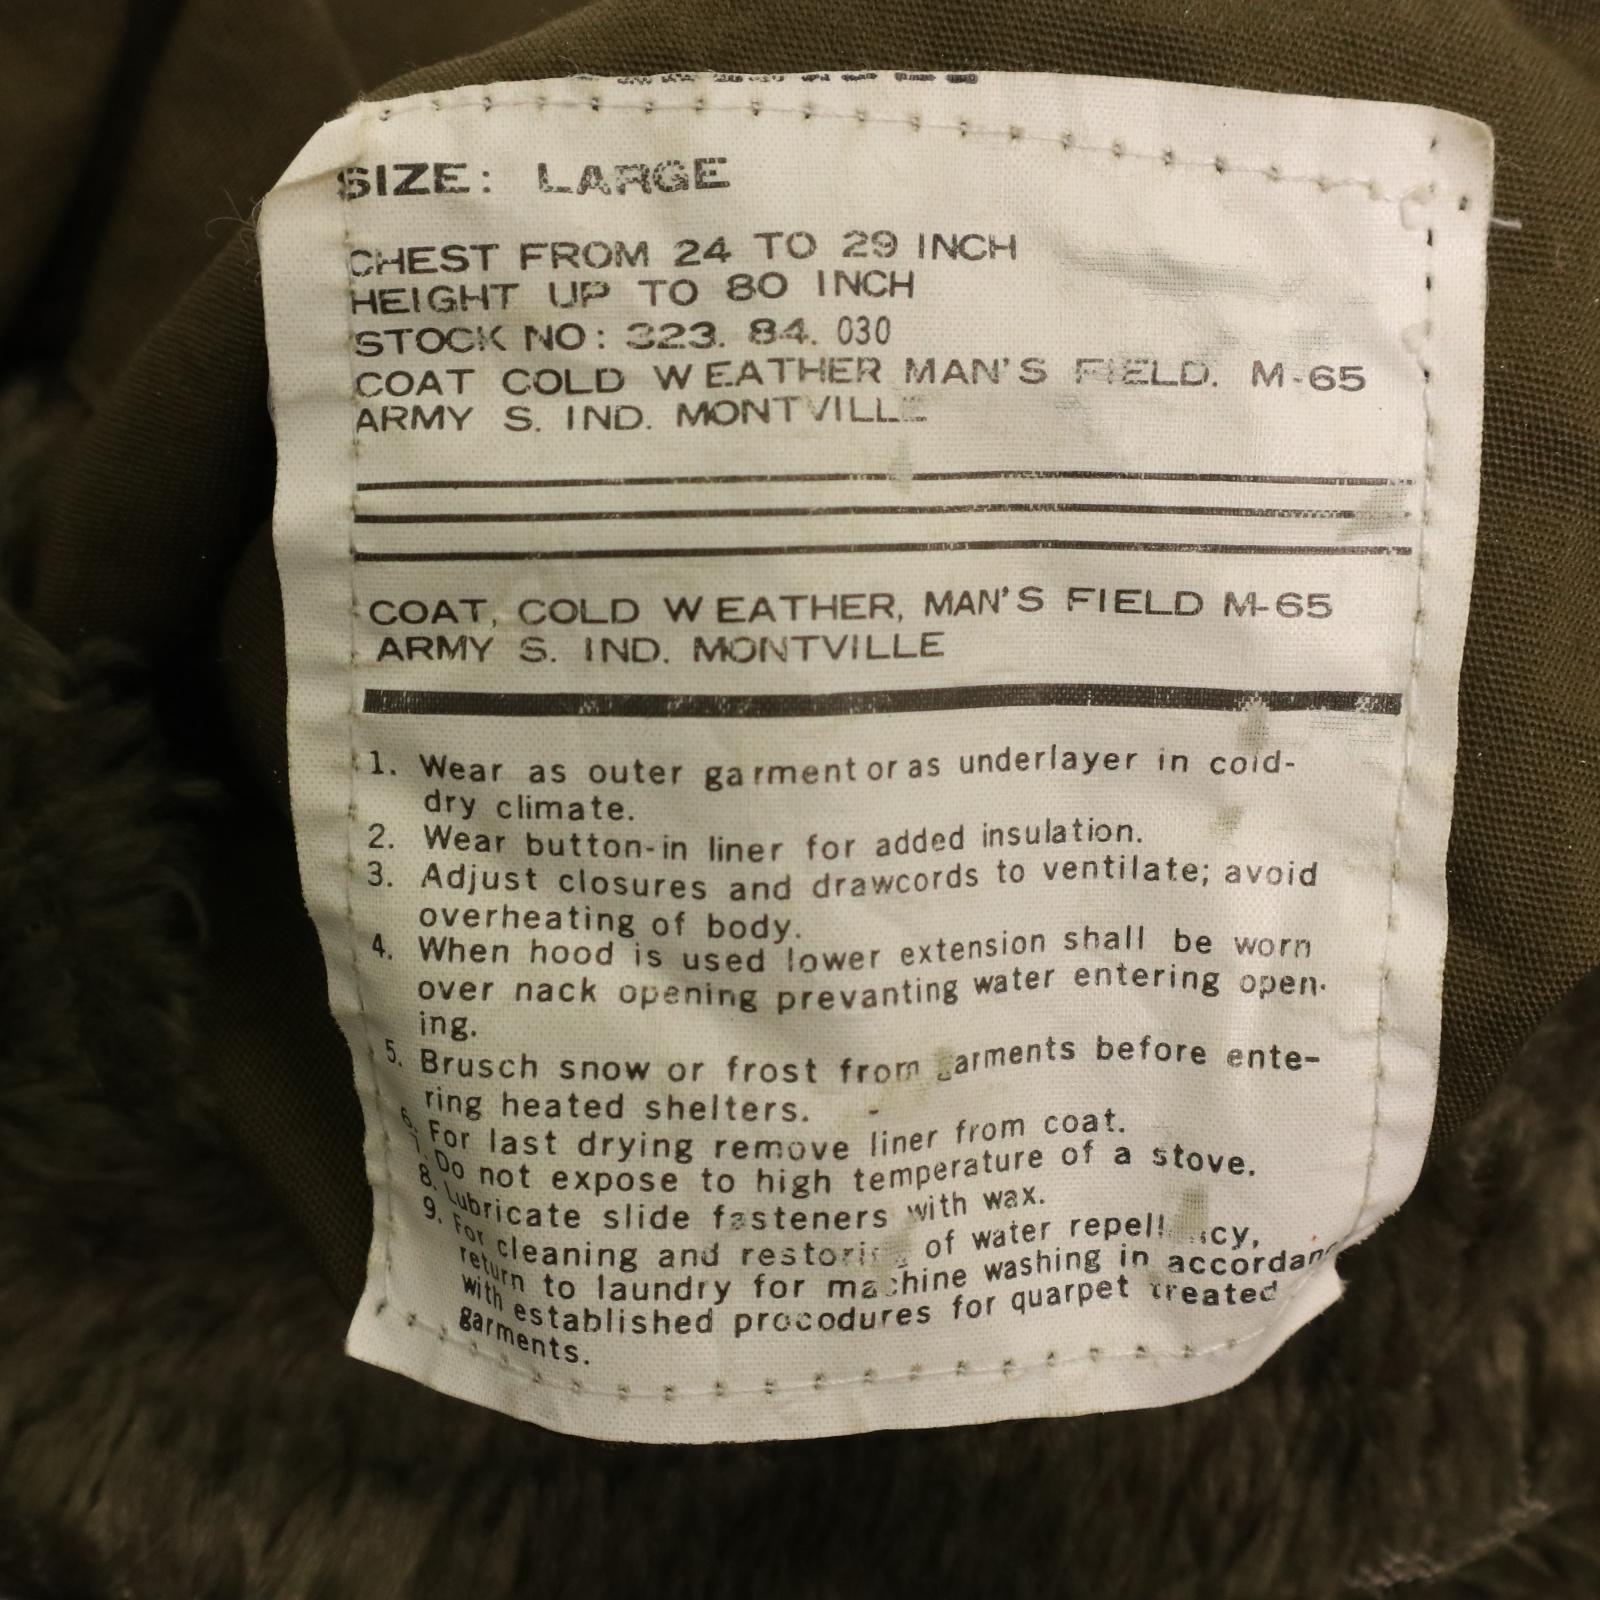 SIZE: LARGE
CHEST FROM 24 TO 29 INCH
HEIGHT UP TO 80 INCH
STOCK NO: 323. 84. 030
COAT COLD WEATHER MAN'S FIELD. M-65
ARMY S. IND. MONTVILLE
COAT, COLD WEATHER, MAN'S FIELD M-65
ARMY S. IND. MONTVILLE
1. Wear as outer garment or as underlayer in cold-
dry climate.
2. Wear button-in liner for added insulation.
3. Adjust closures and drawcords to ventilate; avoid
overheating of body.
4. When hood is used lower extension shall be worn
over nack opening prevanting water entering open-
ing.
5. Brusch snow or frost from garments before ente-
ring heated shelters.
6. For last drying remove liner from coat.
7. Do not expose to high temperature of a stove.
8. Lubricate slide fasteners with wax.
9. For cleaning and of water
return to laundry for machine washing in
with established procodures for quarpet treated
garments.